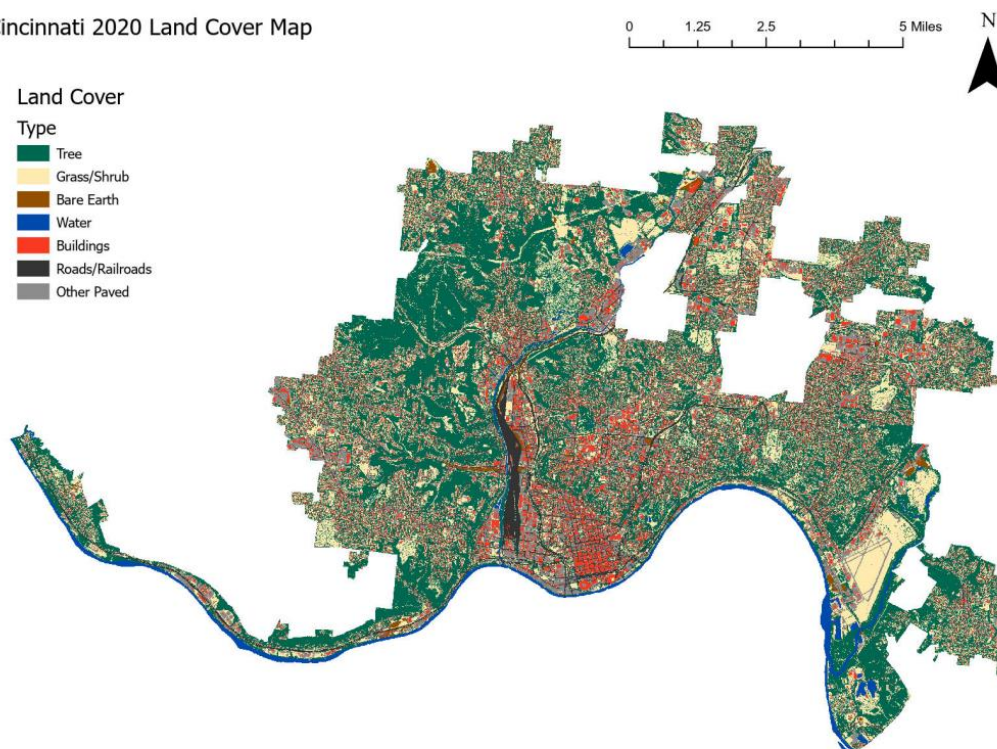 incinnati 2020 Land Cover Map
0 1.25 2.5 5 Miles
N
Land Cover
Type
Tree
Grass/Shrub
Bare Earth
Water
Buildings
Roads/Railroads
Other Paved